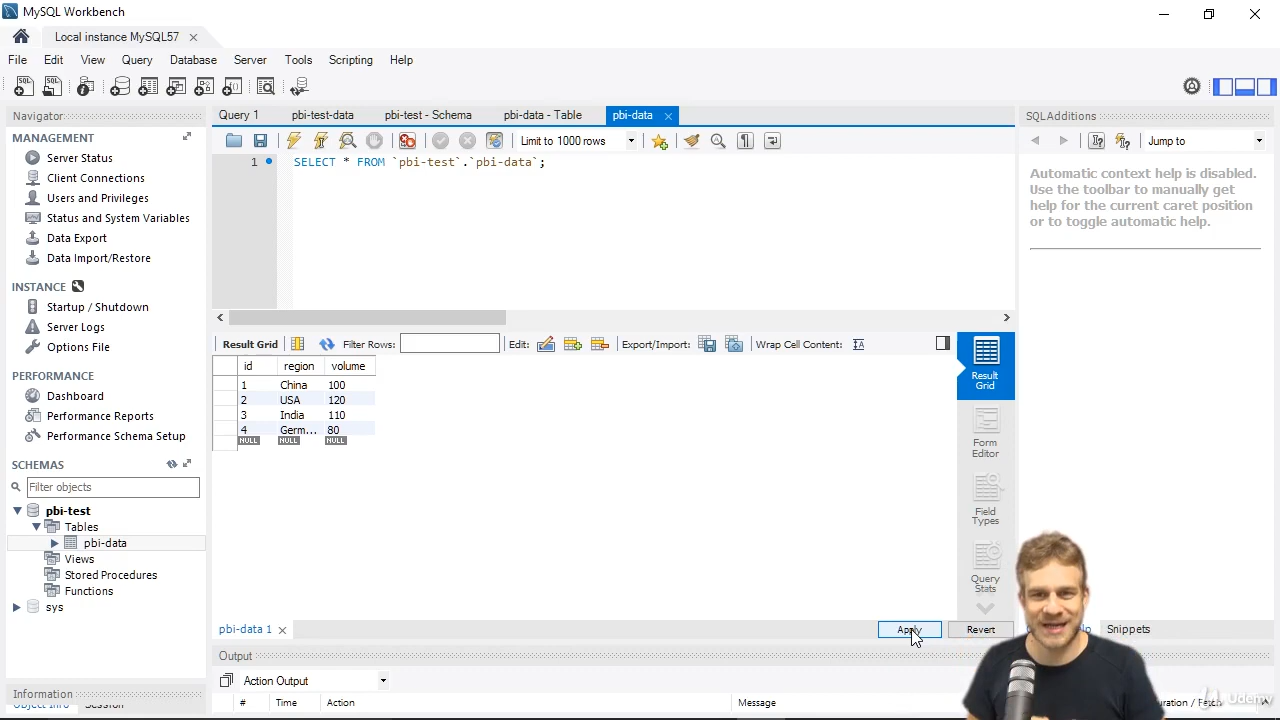 MySQL Workbench
Local instance MySQL57
File Edit View Query Database Server Tools Scripting Help
Navigator
MANAGEMENT
Server Status
Client Connections
Users and Privileges
Status and System Variables
Data Export
Data Import/Restore
INSTANCE
Startup / Shutdown
Server Logs
Options File
PERFORMANCE
Dashboard
Performance Reports
Performance Schema Setup
SCHEMAS
Filter objects
pbi-test
Tables
pbi-data
Views
Stored Procedures
Functions
sys
Information
Object Info Session
Query 1 pbi-test-data pbi-test - Schema pbi-data - Table pbi-data
Limit to 1000 rows
1 SELECT * FROM `pbi-test`.`pbi-data`;
Result Grid Filter Rows: Edit: Export/Import: Wrap Cell Content:
id region volume
1 China 100
2 USA 120
3 India 110
4 Germ... 80
NULL NULL NULL
Result
Grid
Form
Editor
Field
Types
Query
Stats
pbi-data 1 Apply Revert
Output
Action Output
# Time Action Message
SQLAdditions
Jump to
Automatic context help is disabled.
Use the toolbar to manually get
help for the current caret position
or to toggle automatic help.
Snippets
/ Fetch
Udemy